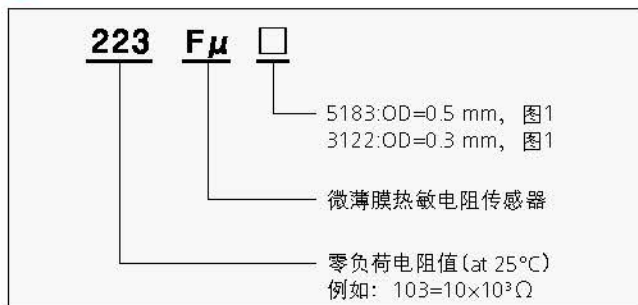 223 Fμ □
5183:OD=0.5 mm, 图1
3122:OD=0.3 mm, 图1
微薄膜热敏电阻传感器
零负荷电阻值(at 25°C)
例如: 103=10×10³Ω